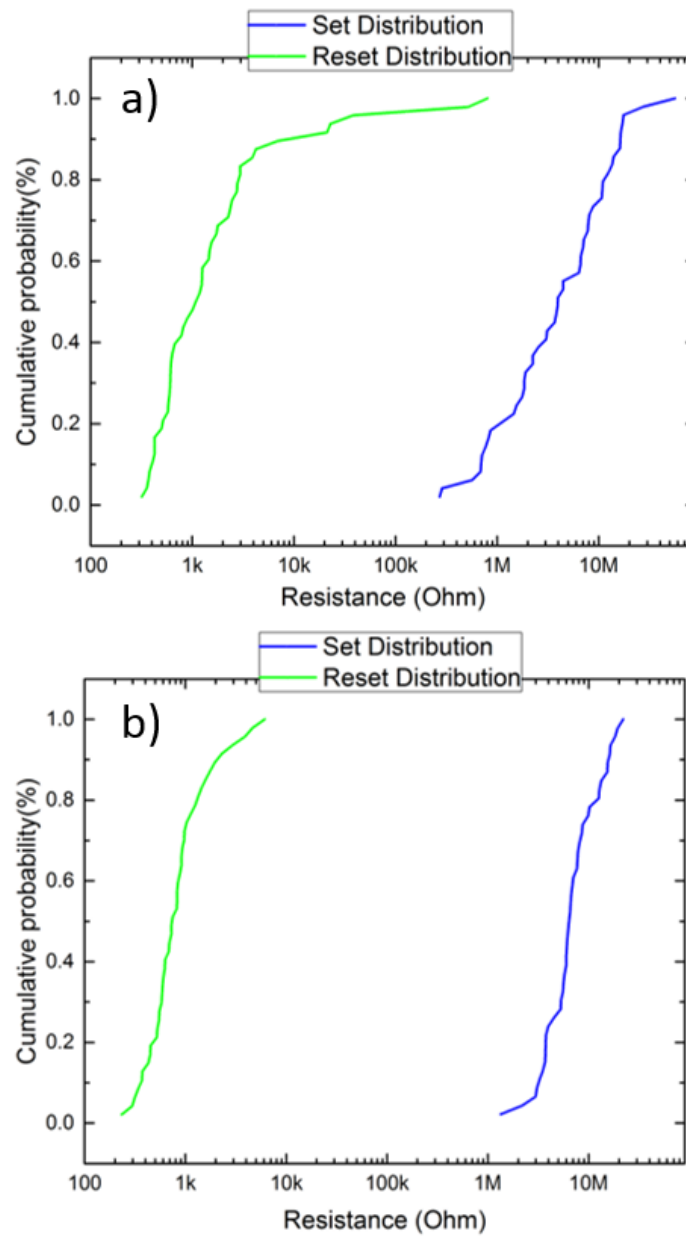 Set Distribution
Reset Distribution
a)
1.0
0.8
0.6
0.4
0.2
0.0
Cumulative probability(%)
100 1k 10k 100k 1M 10M
Resistance (Ohm)
Set Distribution
Reset Distribution
b)
1.0
0.8
0.6
0.4
0.2
0.0
Cumulative probability(%)
100 1k 10k 100k 1M 10M
Resistance (Ohm)